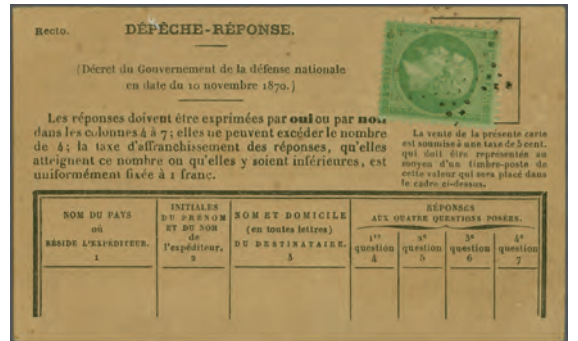 Recto.
DÉPÊCHE-RÉPONSE.
(Décret du Gouvernement de la défense nationale
en date du 10 novembre 1870.)
Les réponses doivent être exprimées par oui ou par non
dans les colonnes 4 à 7; elles ne peuvent excéder le nombre
de 4; la taxe d'affranchissement des réponses, qu'elles
atteignent ce nombre ou qu'elles y soient inférieures, est
uniformément fixée à 1 franc.
La vente de la présente carte
est soumise à une taxe de 5 cent.
qui doit être représentée au
moyen d'un timbre-poste de
cette valeur qui sera placé dans
le cadre ci-dessus.
NOM DU PAYS
où
RÉSIDE L'EXPÉDITEUR.
1
INITIALES
DU PRÉNOM
ET DU NOM
de
l'expéditeur.
2
NOM ET DOMICILE
(en toutes lettres)
DU DESTINATAIRE.
3
RÉPONSES
AUX QUATRE QUESTIONS POSÉES.
1re
question
4
2e
question
5
3e
question
6
4e
question
7